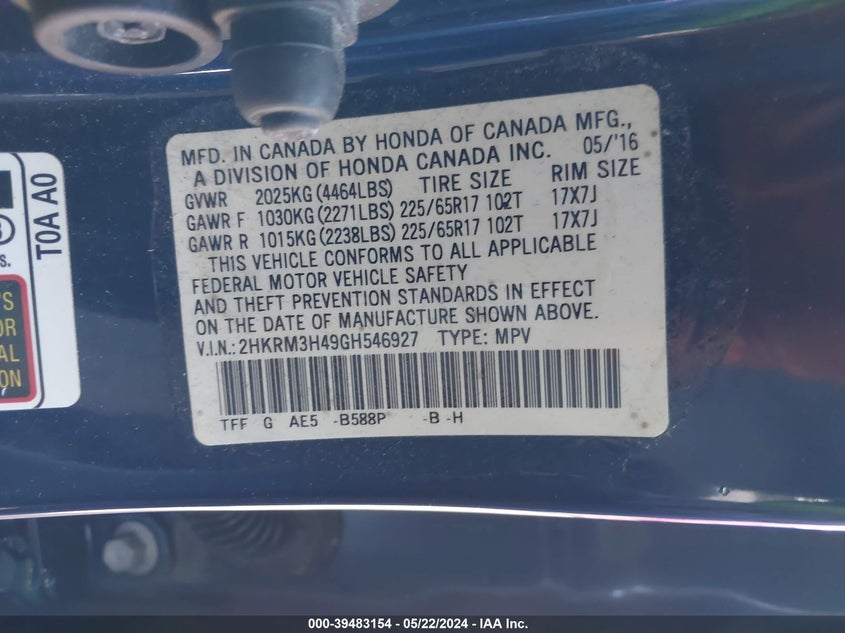 MFD. IN CANADA BY HONDA OF CANADA MFG.,
A DIVISION OF HONDA CANADA INC. 05/'16
GVWR 2025KG (4464LBS) TIRE SIZE RIM SIZE
GAWR F 1030KG (2271LBS) 225/65R17 102T 17X7J
GAWR R 1015KG (2238LBS) 225/65R17 102T 17X7J
THIS VEHICLE CONFORMS TO ALL APPLICABLE
FEDERAL MOTOR VEHICLE SAFETY
AND THEFT PREVENTION STANDARDS IN EFFECT
ON THE DATE OF MANUFACTURE SHOWN ABOVE.
V.I.N.: 2HKRM3H49GH546927 TYPE: MPV
TFF G AE5 -B588P -B -H
T0A A0
000-39483154 - 05/22/2024 - IAA Inc.